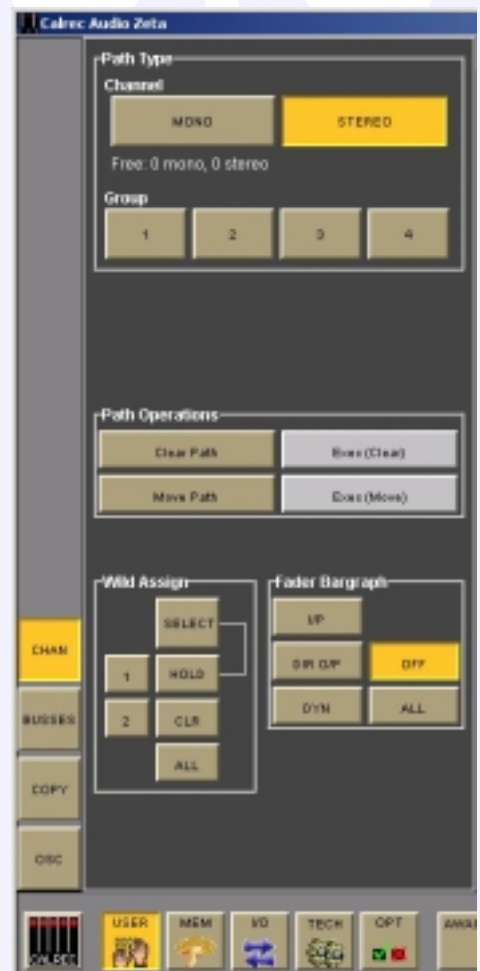 Calrec Audio Zeta
Path Type
Channel
MONO STEREO
Free: 0 mono, 0 stereo
Group
1 2 3 4
Path Operations
Clear Path Exec (Clear)
Move Path Exec (Move)
Wild Assign
SELECT
1 HOLD
2 CLR
ALL
Fader Bargraph
I/P
DIR O/P OFF
DYN ALL
CHAN
BUSSES
COPY
OSC
CALREC
USER MEM I/O TECH OPT